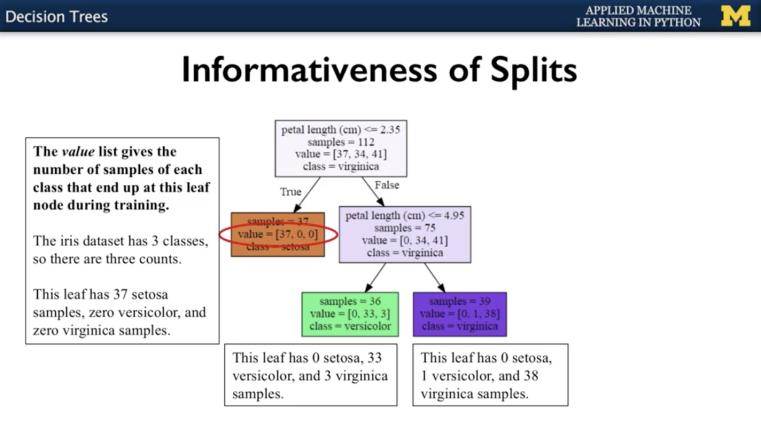 Decision Trees
APPLIED MACHINE
LEARNING IN PYTHON
M
Informativeness of Splits
The value list gives the
number of samples of each
class that end up at this leaf
node during training.
The iris dataset has 3 classes,
so there are three counts.
This leaf has 37 setosa
samples, zero versicolor, and
zero virginica samples.
petal length (cm) <= 2.35
samples = 112
value = [37, 34, 41]
class = virginica
True
False
samples = 37
value = [37, 0, 0]
class = setosa
petal length (cm) <= 4.95
samples = 75
value = [0, 34, 41]
class = virginica
samples = 36
value = [0, 33, 3]
class = versicolor
samples = 39
value = [0, 1, 38]
class = virginica
This leaf has 0 setosa, 33
versicolor, and 3 virginica
samples.
This leaf has 0 setosa,
1 versicolor, and 38
virginica samples.